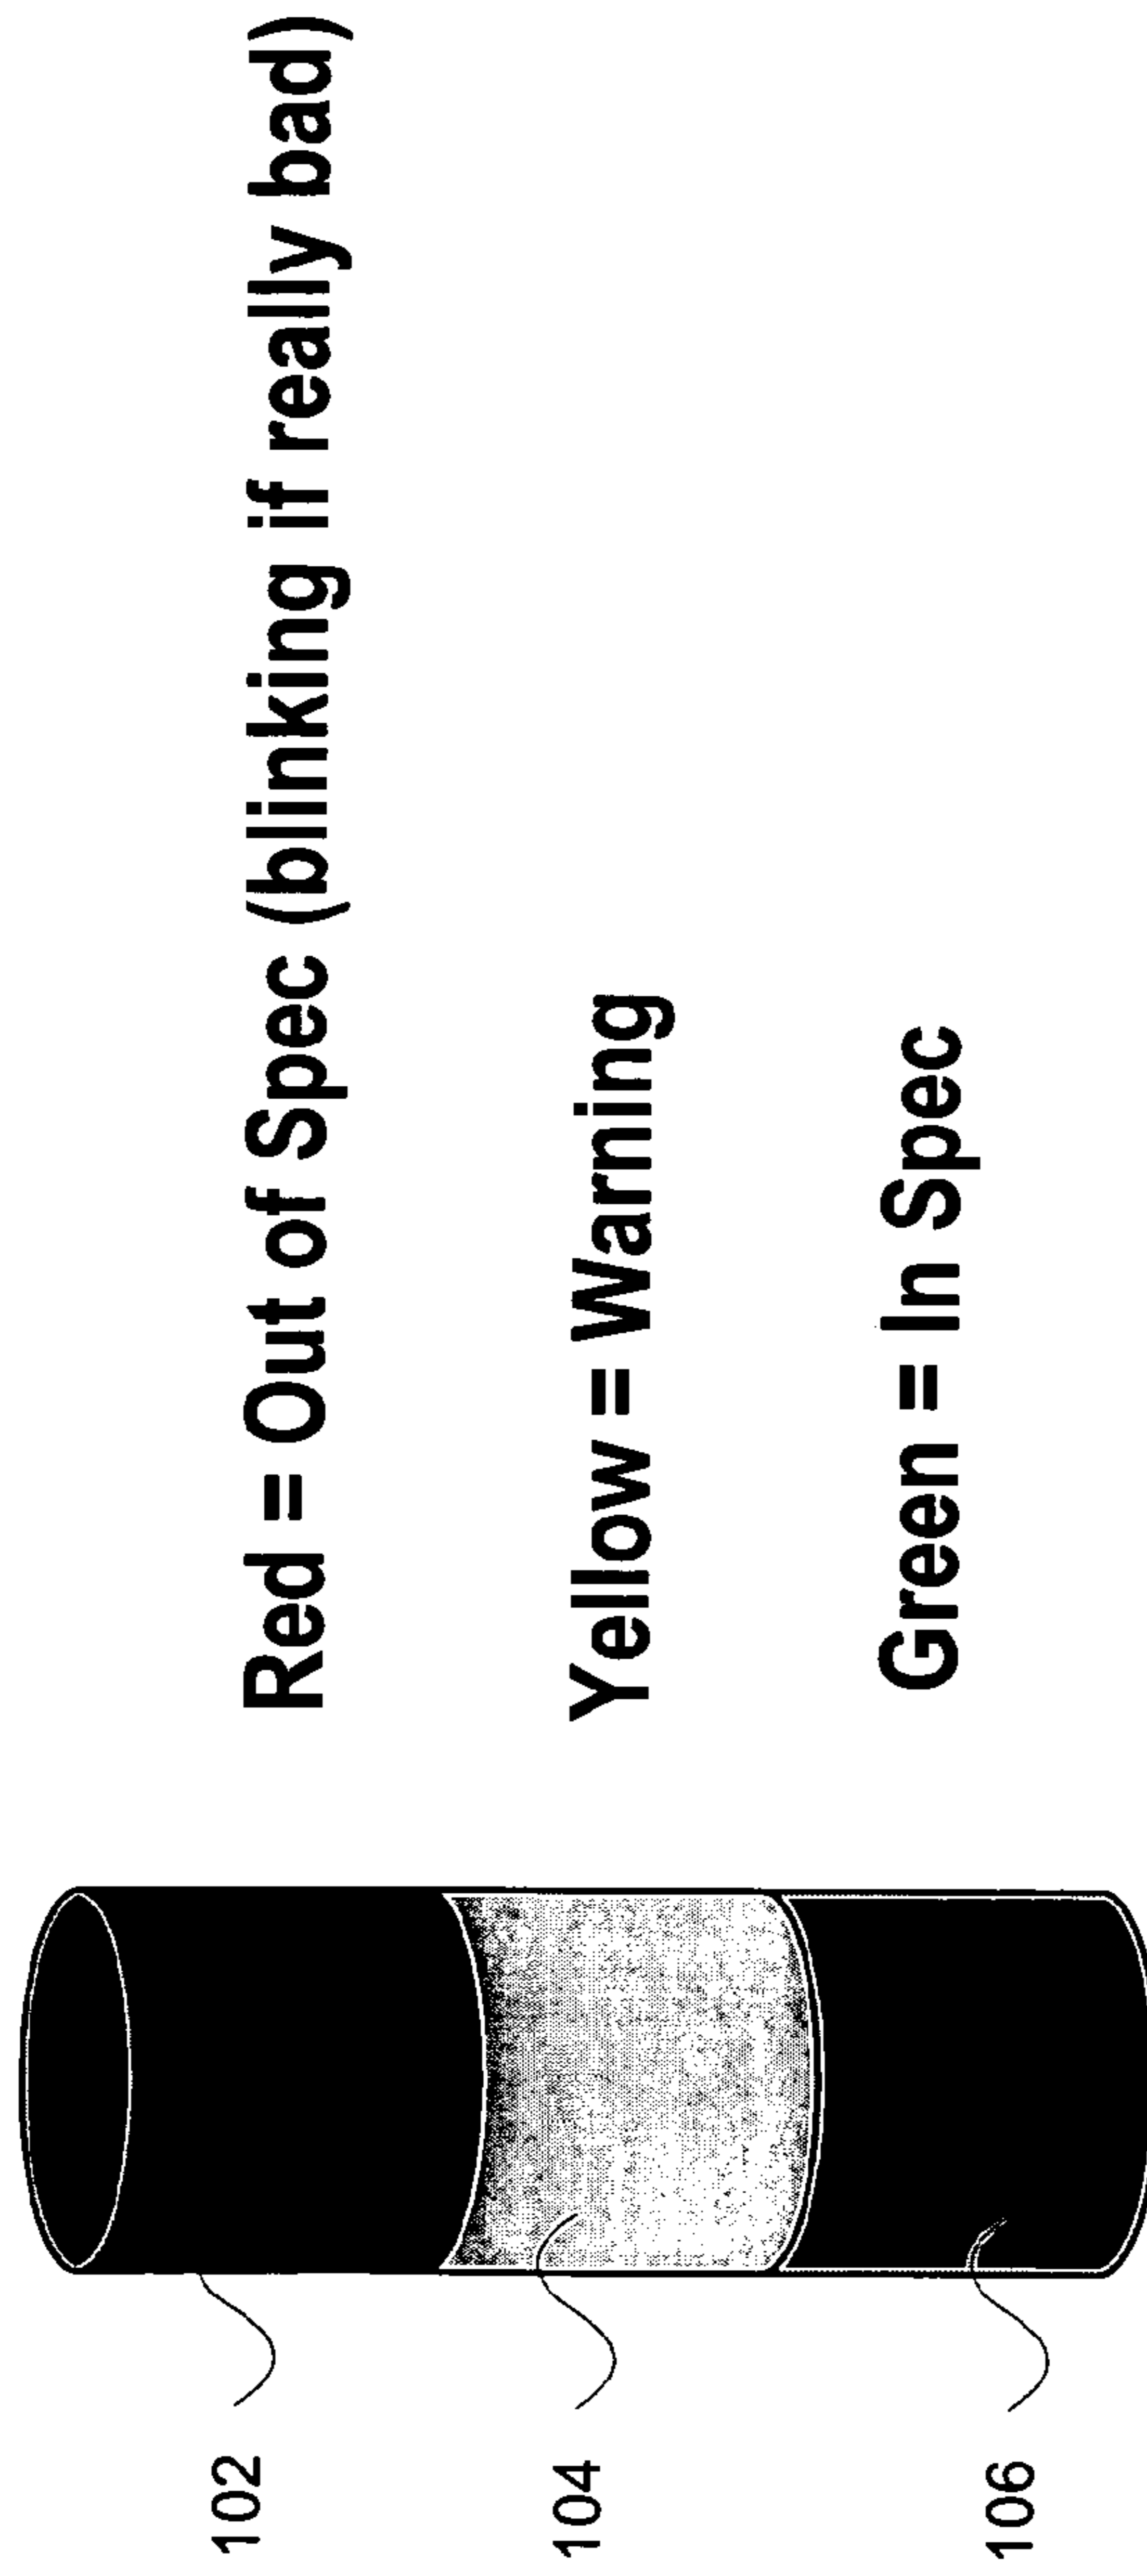 102
Red = Out of Spec (blinking if really bad)
104
Yellow = Warning
106
Green = In Spec